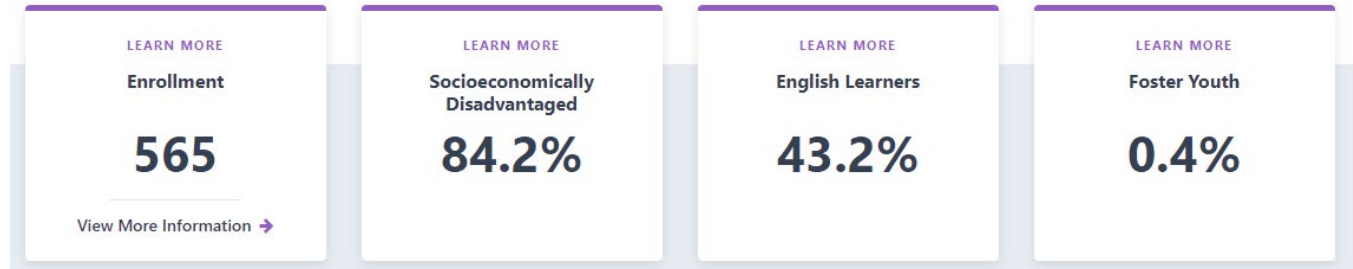 LEARN MORE
Enrollment
565
View More Information
LEARN MORE
Socioeconomically
Disadvantaged
84.2%
LEARN MORE
English Learners
43.2%
LEARN MORE
Foster Youth
0.4%